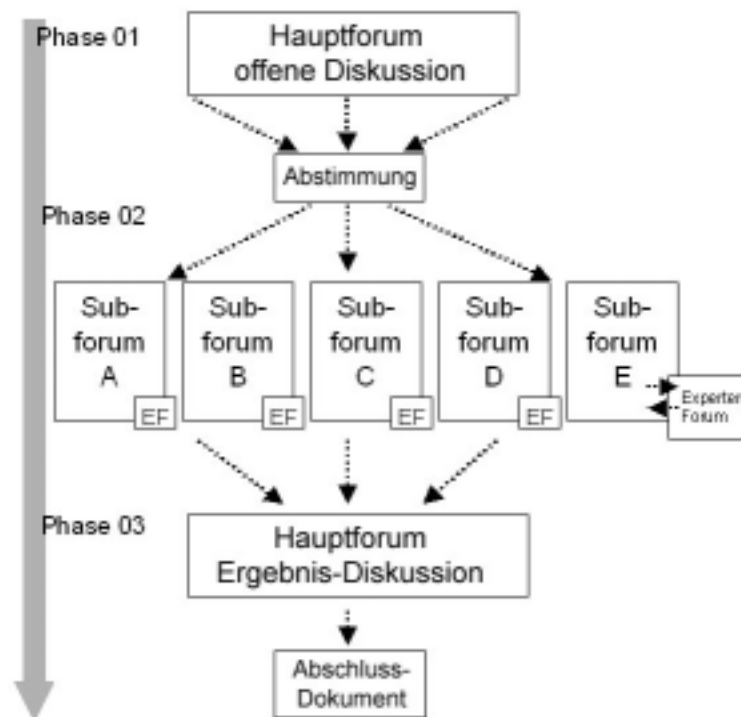 Phase 01
Hauptforum
offene Diskussion
Abstimmung
Phase 02
Sub-
forum
A
EF
Sub-
forum
B
EF
Sub-
forum
C
EF
Sub-
forum
D
EF
Sub-
forum
E
Experten
Forum
Phase 03
Hauptforum
Ergebnis-Diskussion
Abschluss-
Dokument